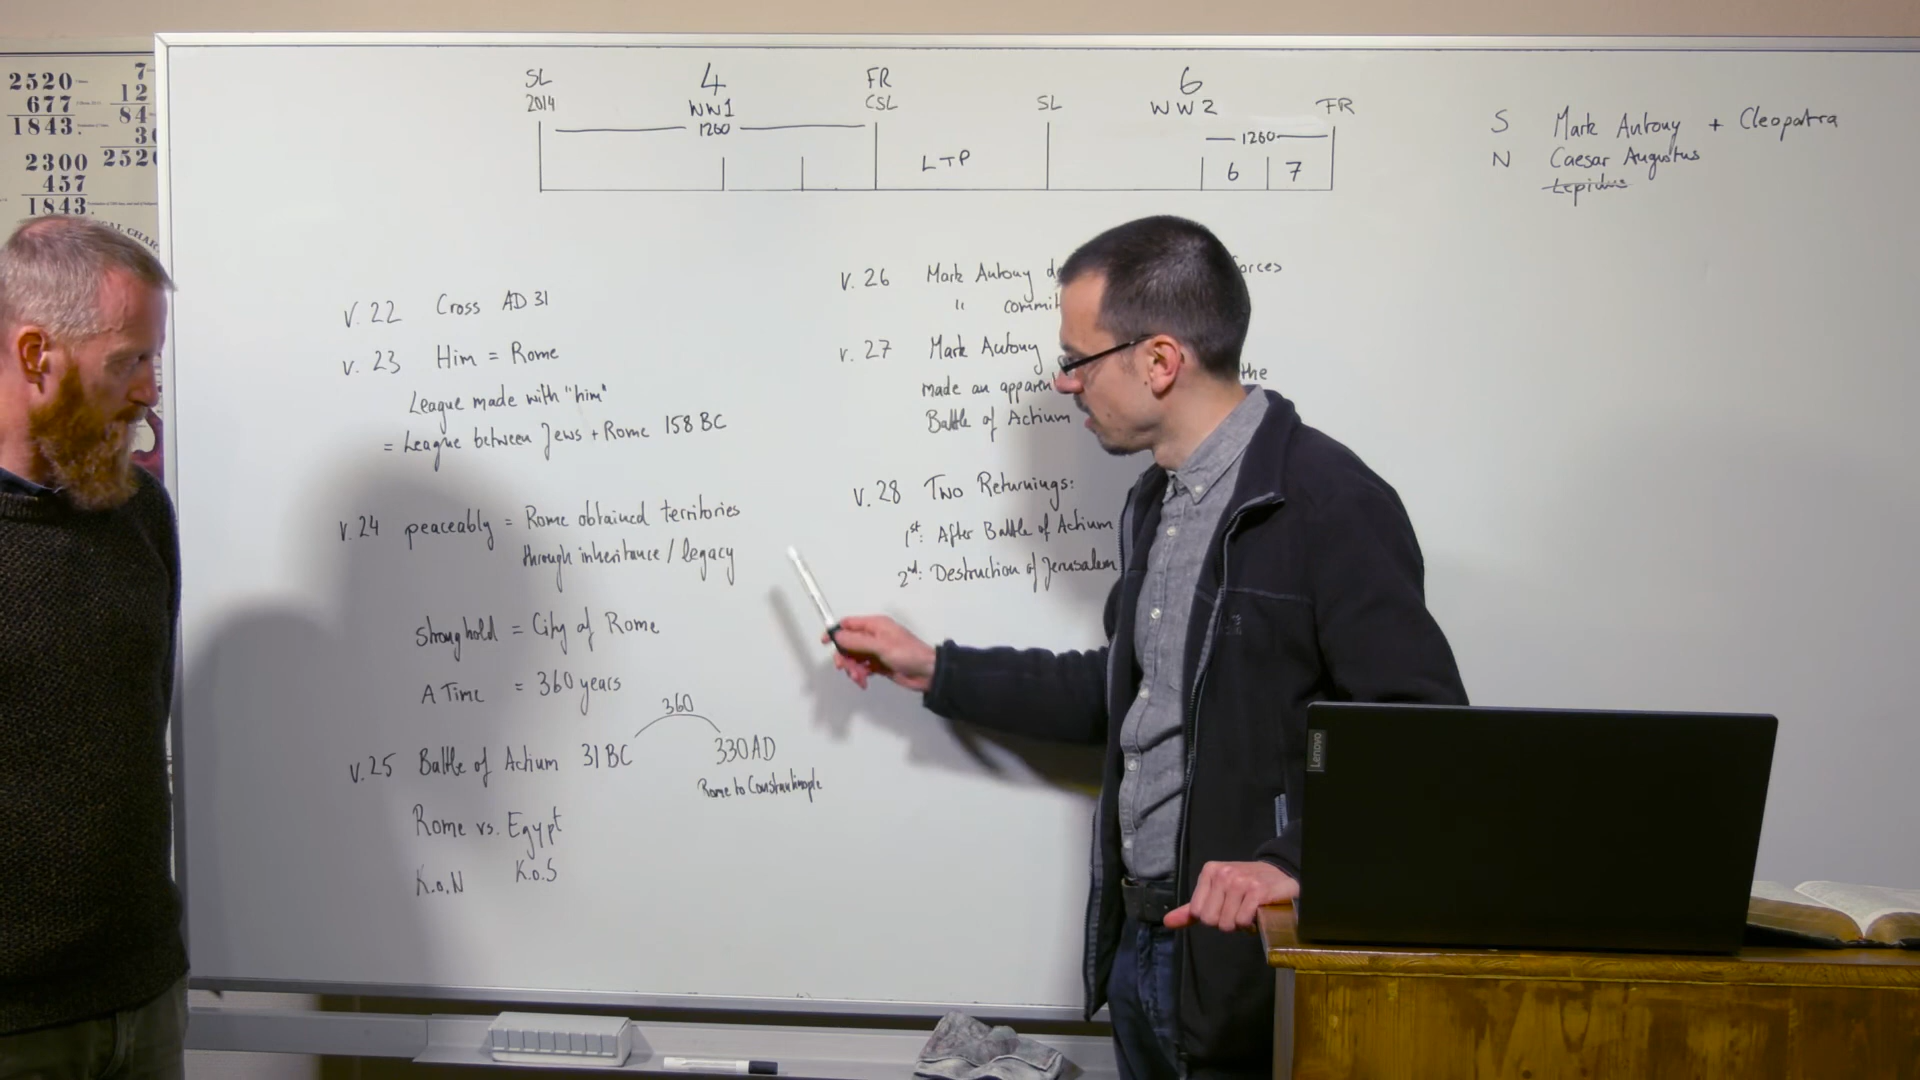 2520
677
1843.
2300
457
1843.
7
12
84
30
2520
SL
2014
4
WW1
1260
FR
CSL
LTP
SL
6
WW2
FR
1260
6 7
S Mark Antony + Cleopatra
N Caesar Augustus
Lepidus
V. 22 Cross AD 31
V. 23 Him = Rome
League made with "him"
= League between Jews + Rome 158 BC
V. 24 peaceably = Rome obtained territories
through inheritance / legacy
stronghold = City of Rome
A Time = 360 years
360
V. 25 Battle of Actium 31 BC 330 AD
Rome to Constantinople
Rome vs. Egypt
K.o.N K.o.S
V. 26 Mark Antony
" commit
V. 27 Mark Antony the
made an
Battle of Actium
V. 28 Two Returnings:
1st: After Battle of Actium
2nd: Destruction of Jerusalem
Lenovo